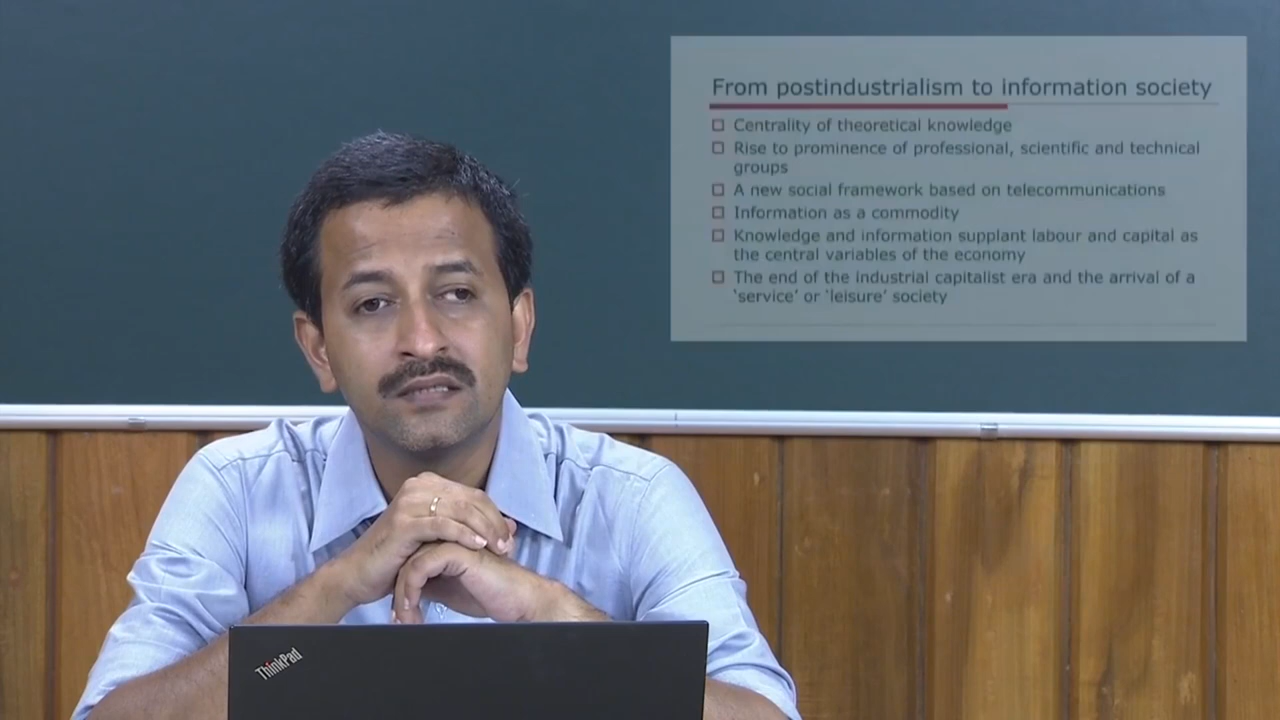 From postindustrialism to information society
Centrality of theoretical knowledge
Rise to prominence of professional, scientific and technical
groups
A new social framework based on telecommunications
Information as a commodity
Knowledge and information supplant labour and capital as
the central variables of the economy
The end of the industrial capitalist era and the arrival of a
'service' or 'leisure' society
ThinkPad